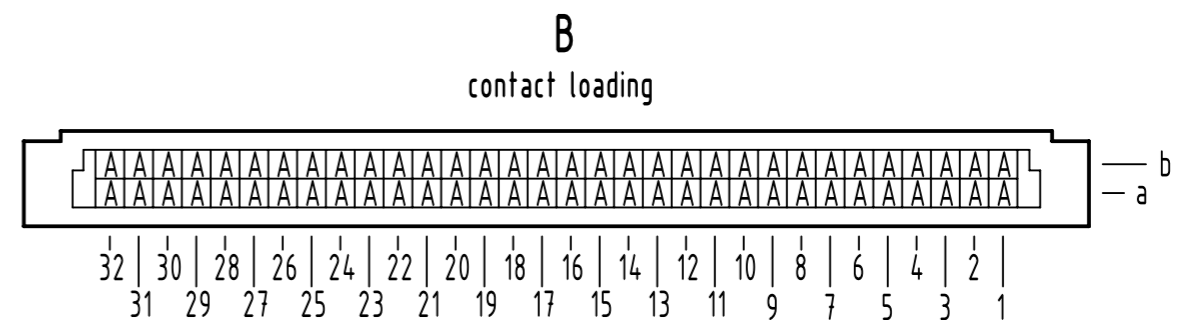 B
contact loading
A A A A A A A A A A A A A A A A A A A A A A A A A A A A A A A A b
A A A A A A A A A A A A A A A A A A A A A A A A A A A A A A A A a
32 30 28 26 24 22 20 18 16 14 12 10 8 6 4 2
31 29 27 25 23 21 19 17 15 13 11 9 7 5 3 1